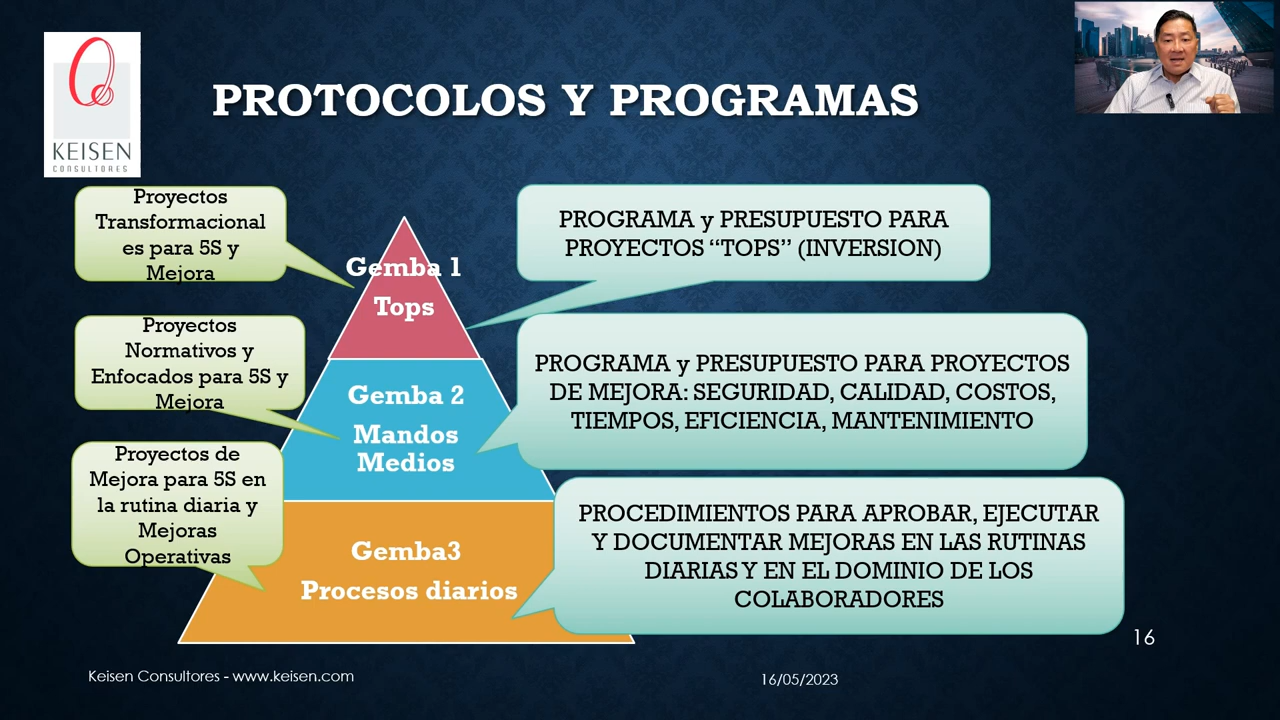 KEISEN
CONSULTORES
PROTOCOLOS Y PROGRAMAS
Proyectos
Transformacional
es para 5S y
Mejora
PROGRAMA y PRESUPUESTO PARA
PROYECTOS “TOPS” (INVERSION)
Gemba 1
Tops
Proyectos
Normativos y
Enfocados para 5S y
Mejora
PROGRAMA y PRESUPUESTO PARA PROYECTOS
DE MEJORA: SEGURIDAD, CALIDAD, COSTOS,
TIEMPOS, EFICIENCIA, MANTENIMIENTO
Gemba 2
Mandos
Medios
Proyectos de
Mejora para 5S en
la rutina diaria y
Mejoras
Operativas
PROCEDIMIENTOS PARA APROBAR, EJECUTAR
Y DOCUMENTAR MEJORAS EN LAS RUTINAS
DIARIAS Y EN EL DOMINIO DE LOS
COLABORADORES
Gemba3
Procesos diarios
16
Keisen Consultores - www.keisen.com
16/05/2023